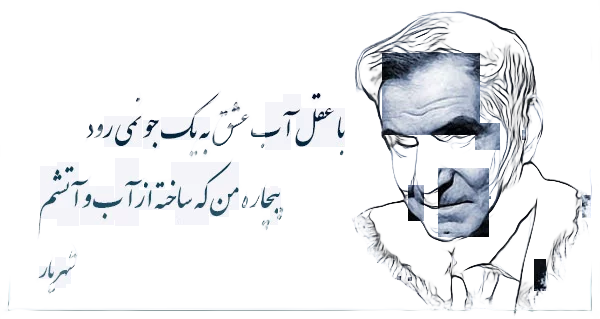 با عقل آب عشق به یک جو نمی رود
بیچاره من که ساخته از آب و آتشم
شهریار